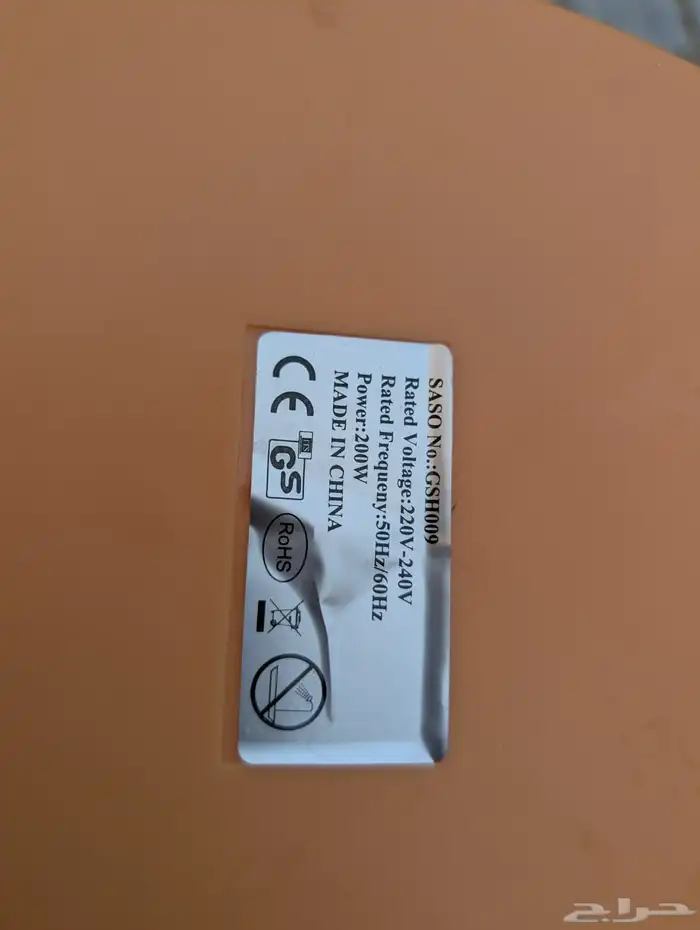 SASO No.:GSH009
Rated Voltage:220V-240V
Rated Frequeny:50Hz/60Hz
Power:200W
MADE IN CHINA
CE
GS
RoHS
حراج